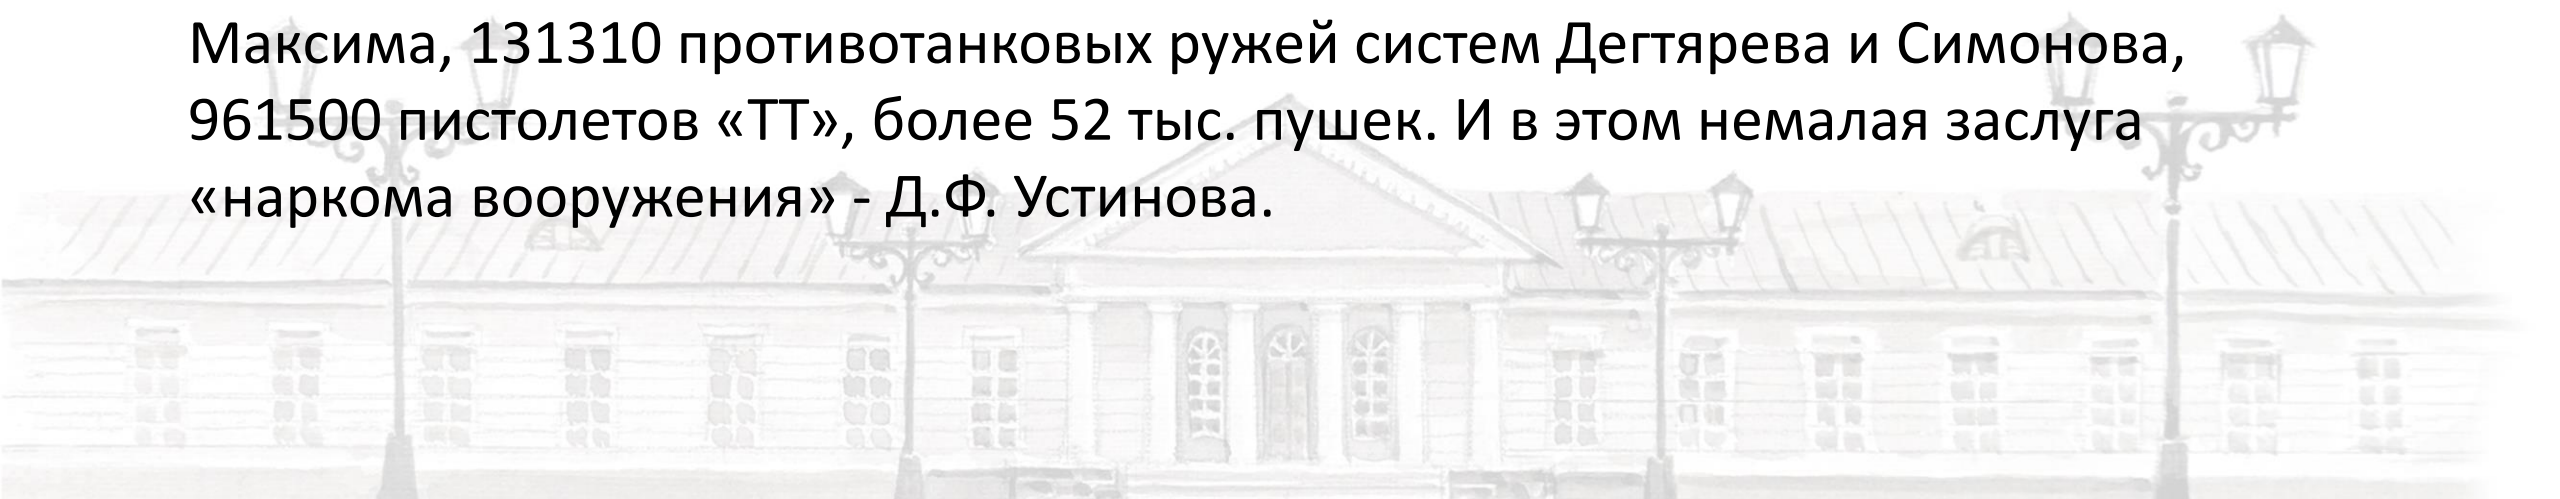 Максима, 131310 противотанковых ружей систем Дегтярева и Симонова,
961500 пистолетов «ТТ», более 52 тыс. пушек. И в этом немалая заслуга
«наркома вооружения» - Д.Ф. Устинова.